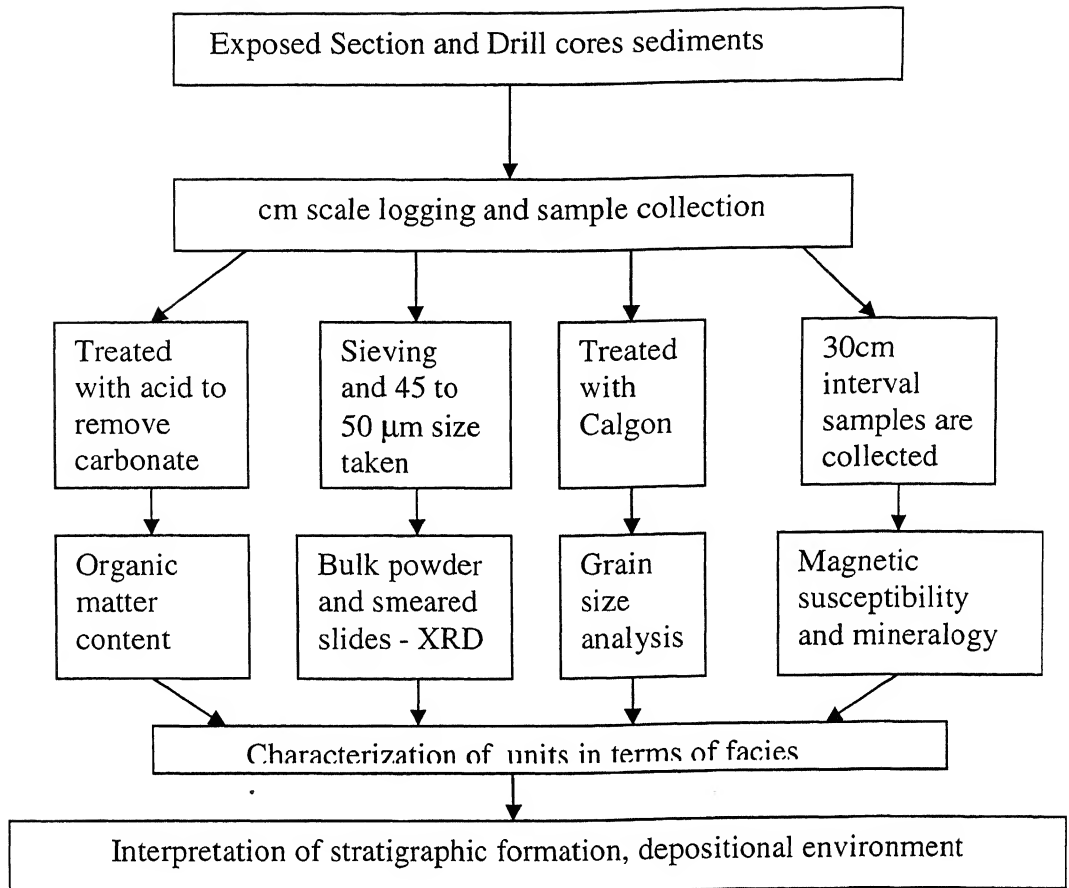 Exposed Section and Drill cores sediments
cm scale logging and sample collection
Treated
with acid to
remove
carbonate
Sieving
and 45 to
50 μm size
taken
Treated
with
Calgon
30cm
interval
samples are
collected
Organic
matter
content
Bulk powder
and smeared
slides - XRD
Grain
size
analysis
Magnetic
susceptibility
and mineralogy
Characterization of units in terms of facies
Interpretation of stratigraphic formation, depositional environment